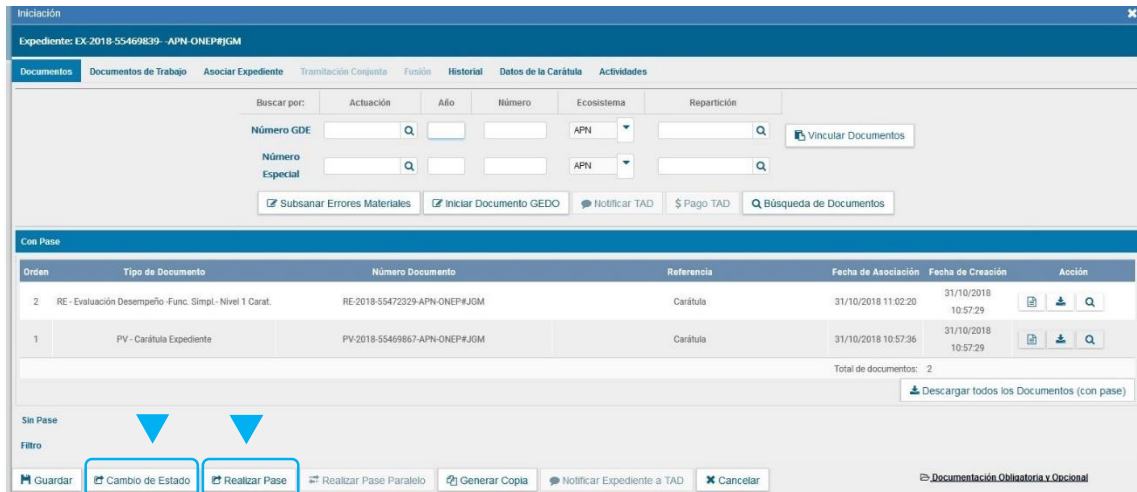 Iniciación
Expediente: EX-2018-55469839- -APN-ONEP#JGM
Documentos Documentos de Trabajo Asociar Expediente Tramitación Conjunta Fusión Historial Datos de la Carátula Actividades
Buscar por: Actuación Año Número Ecosistema Repartición
Número GDE APN Vincular Documentos
Número Especial APN
Subsanar Errores Materiales Iniciar Documento GEDO Notificar TAD $ Pago TAD Búsqueda de Documentos
Con Pase
Orden Tipo de Documento Número Documento Referencia Fecha de Asociación Fecha de Creación Acción
2 RE - Evaluación Desempeño -Func. Simpl.- Nivel 1 Carat. RE-2018-55472329-APN-ONEP#JGM Carátula 31/10/2018 11:02:20 31/10/2018 10:57:29
1 PV - Carátula Expediente PV-2018-55469867-APN-ONEP#JGM Carátula 31/10/2018 10:57:36 31/10/2018 10:57:29
Total de documentos: 2
Descargar todos los Documentos (con pase)
Sin Pase
Filtro
Guardar Cambio de Estado Realizar Pase Realizar Pase Paralelo Generar Copia Notificar Expediente a TAD Cancelar Documentación Obligatoria y Opcional